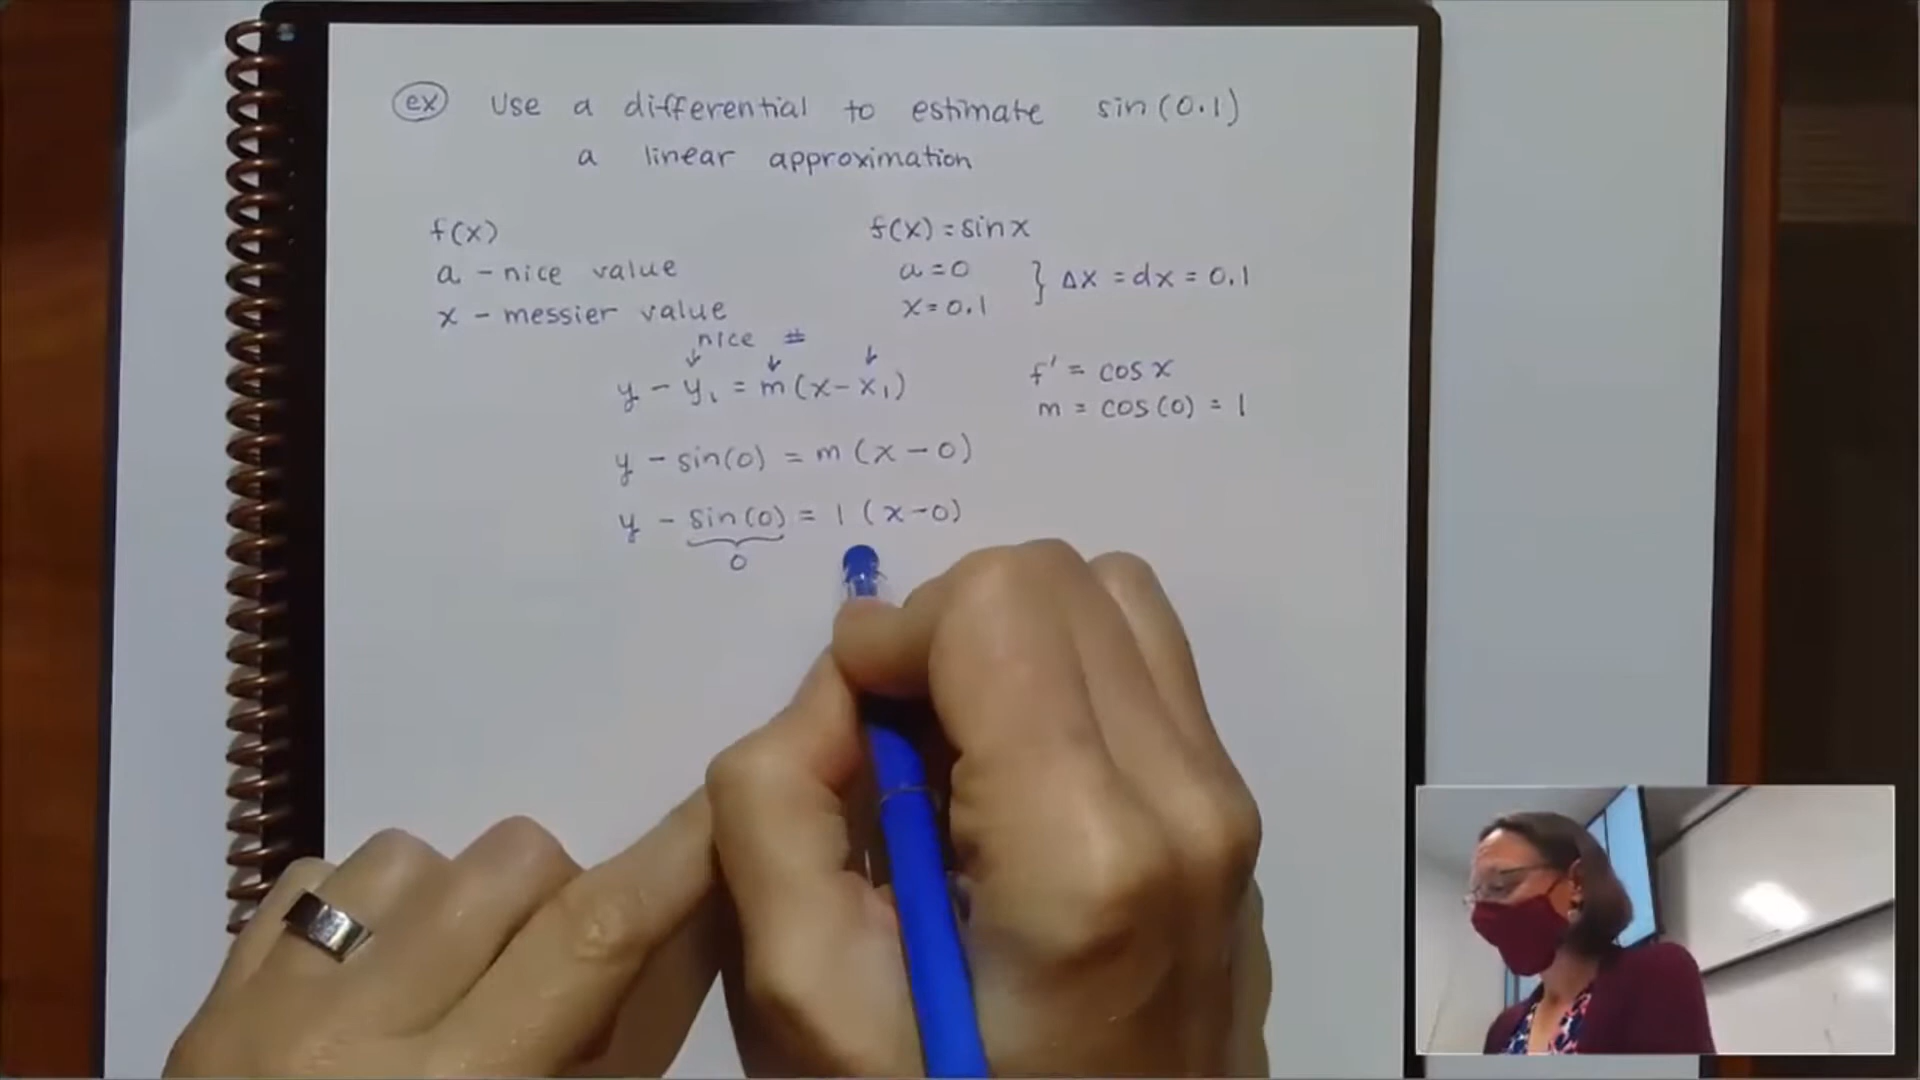 ex Use a differential to estimate sin(0.1)
a linear approximation
f(x)
a - nice value
x - messier value
f(x) = sin x
a = 0
x = 0.1
} Δx = dx = 0.1
nice #
↓ ↓ ↓
y - y₁ = m(x - x₁)
f' = cos x
m = cos(0) = 1
y - sin(0) = m(x - 0)
y - sin(0) = 1(x - 0)
0